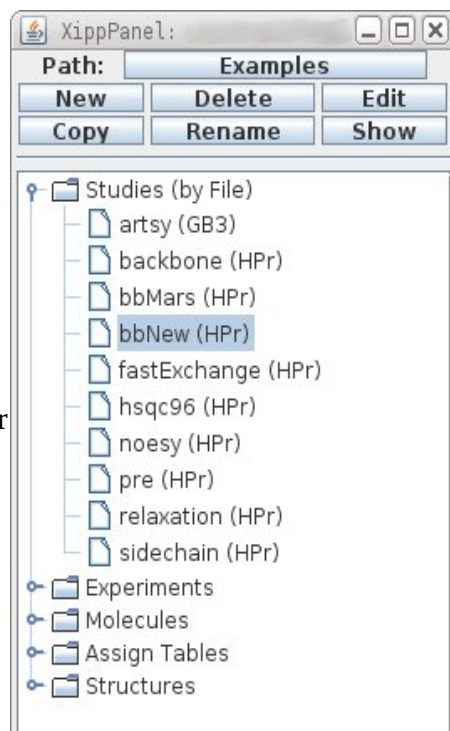 XippPanel:
Path: Examples
New Delete Edit
Copy Rename Show
Studies (by File)
artsy (GB3)
backbone (HPr)
bbMars (HPr)
bbNew (HPr)
fastExchange (HPr)
r hsqc96 (HPr)
noesy (HPr)
pre (HPr)
relaxation (HPr)
sidechain (HPr)
Experiments
Molecules
Assign Tables
Structures